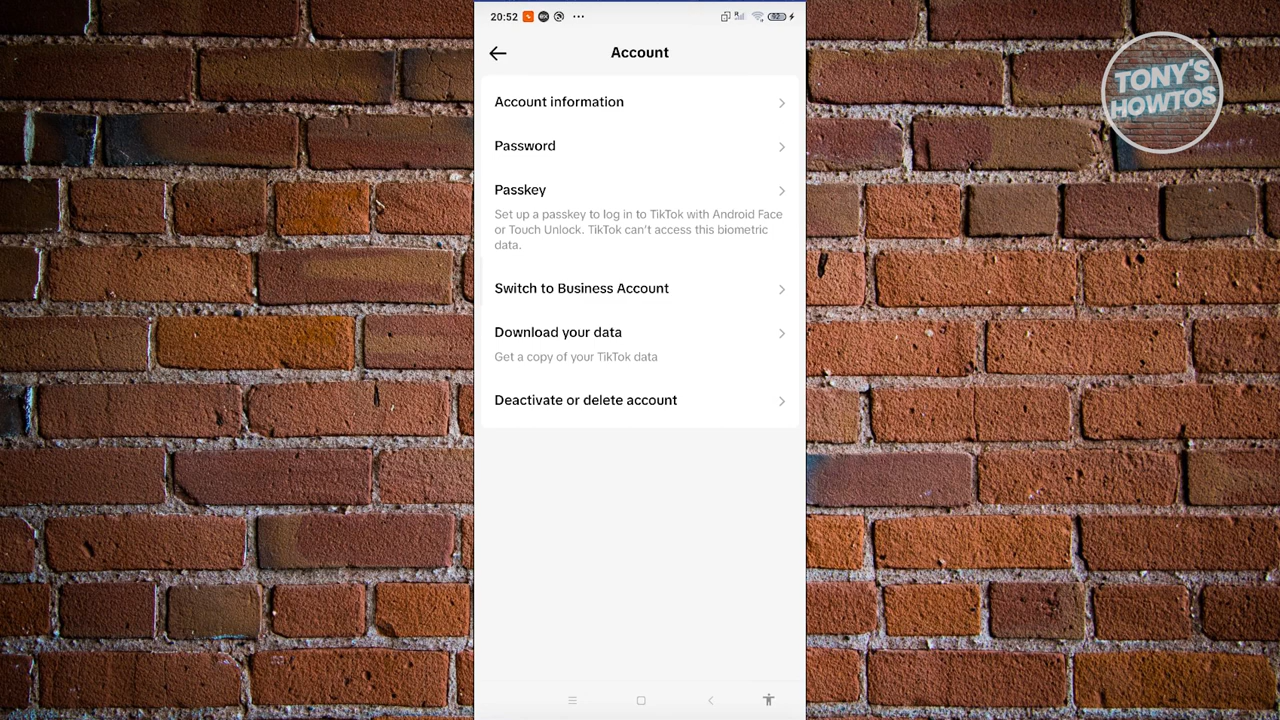 20:52
92
Account
TONY'S
HOWTOS
Account information
Password
Passkey
Set up a passkey to log in to TikTok with Android Face
or Touch Unlock. TikTok can't access this biometric
data.
Switch to Business Account
Download your data
Get a copy of your TikTok data
Deactivate or delete account